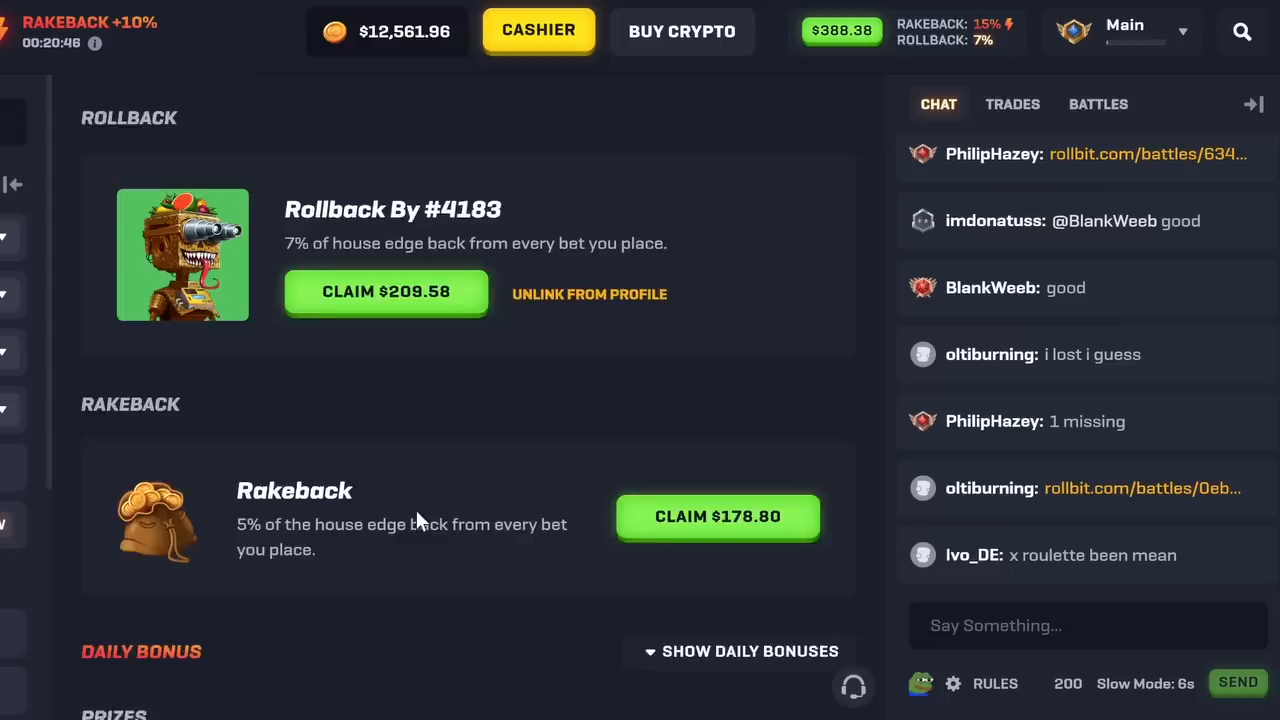 RAKEBACK +10%
00:20:46
$12,561.96
CASHIER
BUY CRYPTO
$388.38
RAKEBACK: 15%
ROLLBACK: 7%
Main
ROLLBACK
Rollback By #4183
7% of house edge back from every bet you place.
CLAIM $209.58
UNLINK FROM PROFILE
RAKEBACK
Rakeback
5% of the house edge back from every bet
you place.
CLAIM $178.80
DAILY BONUS
SHOW DAILY BONUSES
PRIZES
CHAT
TRADES
BATTLES
PhilipHazey: rollbit.com/battles/634...
imdonatuss: @BlankWeeb good
BlankWeeb: good
oltiburning: i lost i guess
PhilipHazey: 1 missing
oltiburning: rollbit.com/battles/0eb...
Ivo_DE: x roulette been mean
Say Something...
RULES
200
Slow Mode: 6s
SEND